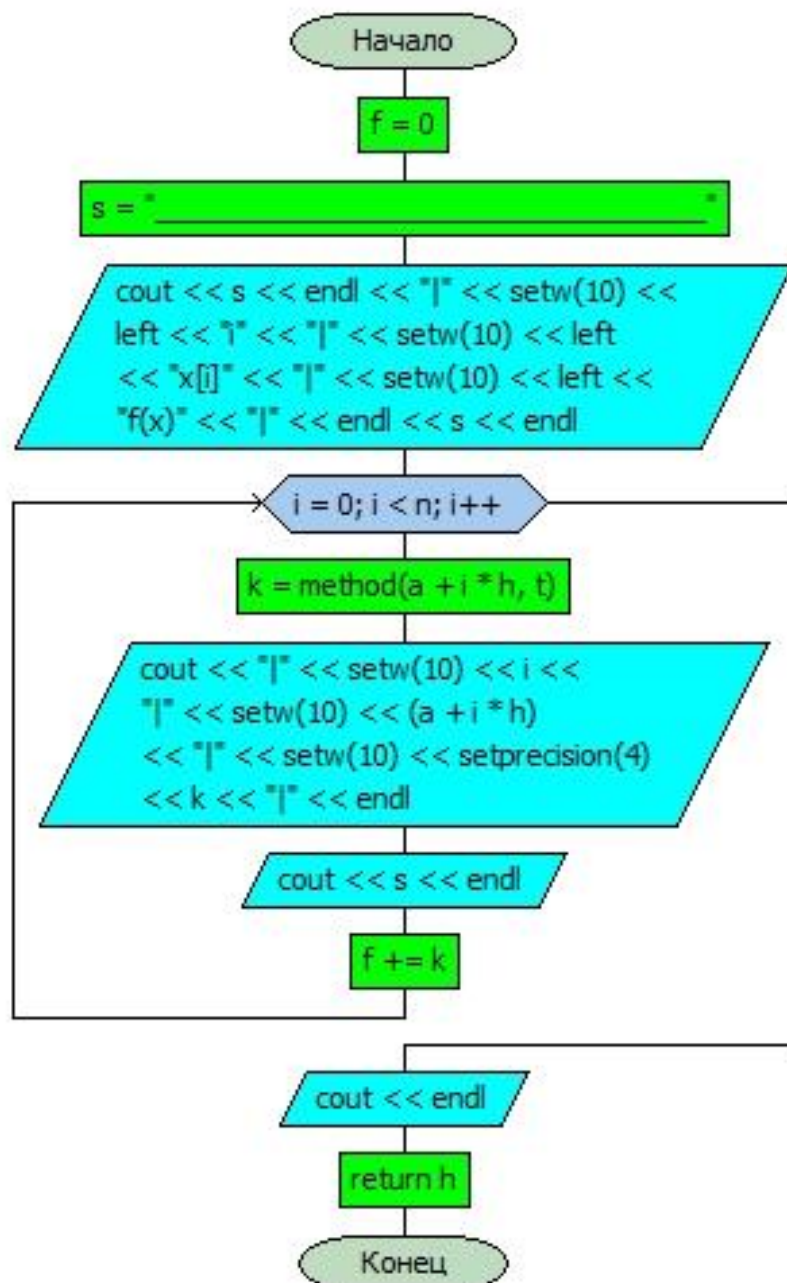 Начало
f = 0
s = "________________________________________"
cout << s << endl << "|" << setw(10) <<
left << "i" << "|" << setw(10) << left
<< "x[i]" << "|" << setw(10) << left <<
"f(x)" << "|" << endl << s << endl
i = 0; i < n; i++
k = method(a + i * h, t)
cout << "|" << setw(10) << i <<
"|" << setw(10) << (a + i * h)
<< "|" << setw(10) << setprecision(4)
<< k << "|" << endl
cout << s << endl
f += k
cout << endl
return h
Конец